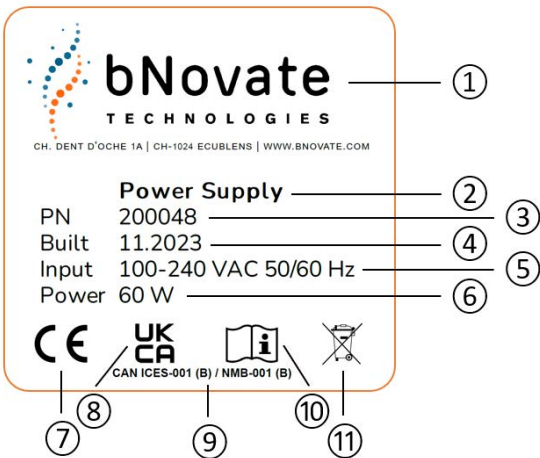 bNovate ①
TECHNOLOGIES
CH. DENT D'OCHE 1A | CH-1024 ECUBLENS | WWW.BNOVATE.COM
Power Supply ②
PN 200048 ③
Built 11.2023 ④
Input 100-240 VAC 50/60 Hz ⑤
Power 60 W ⑥
CE UK
CA i
CAN ICES-001 (B) / NMB-001 (B)
⑦ ⑧ ⑨ ⑩ ⑪